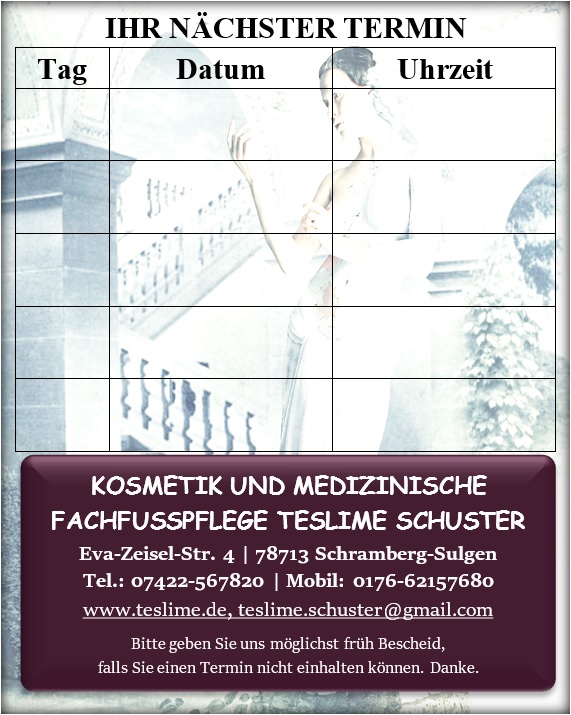 IHR NÄCHSTER TERMIN
Tag Datum Uhrzeit
KOSMETIK UND MEDIZINISCHE
FACHFUSSPFLEGE TESLIME SCHUSTER
Eva-Zeisel-Str. 4 | 78713 Schramberg-Sulgen
Tel.: 07422-567820 | Mobil: 0176-62157680
www.teslime.de, teslime.schuster@gmail.com
Bitte geben Sie uns möglichst früh Bescheid,
falls Sie einen Termin nicht einhalten können. Danke.